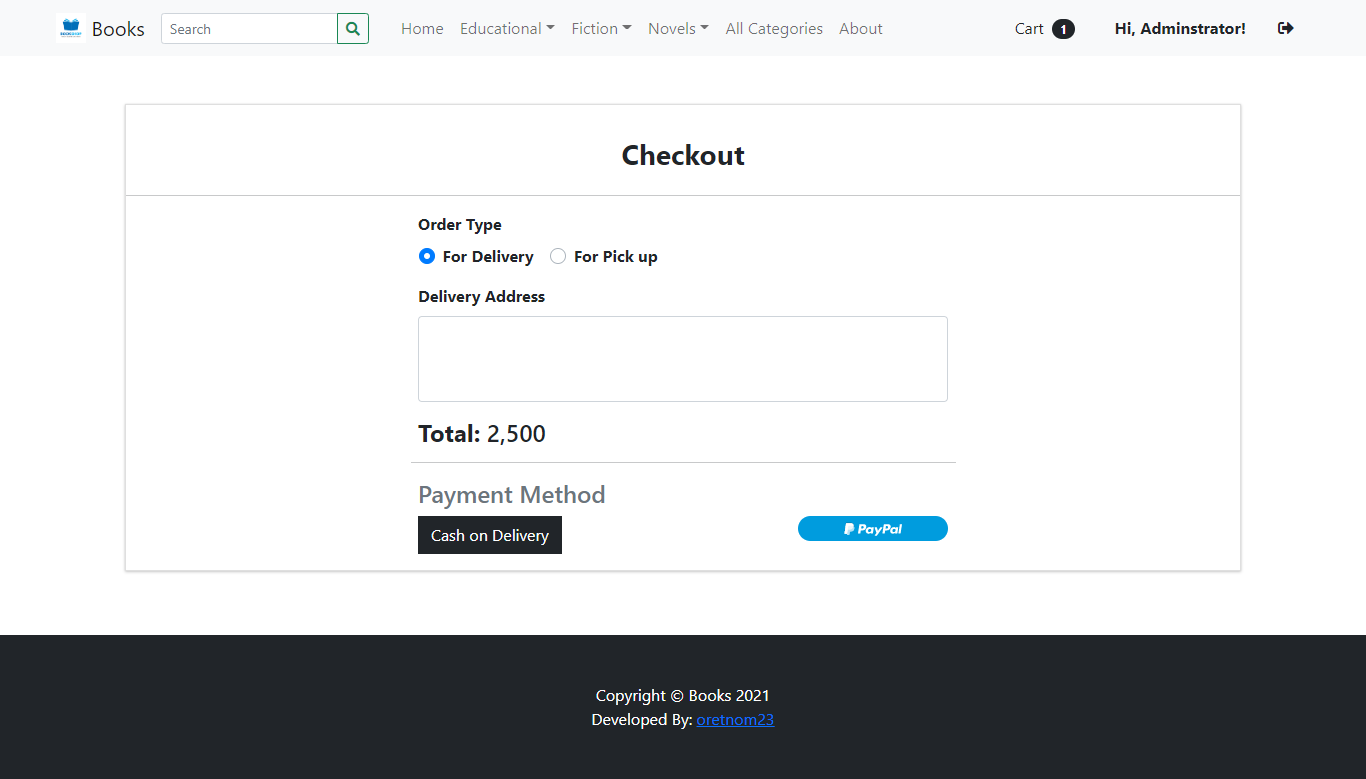 Books Search Home Educational Fiction Novels All Categories About Cart 1 Hi, Adminstrator!
Checkout
Order Type
For Delivery For Pick up
Delivery Address
Total: 2,500
Payment Method
Cash on Delivery PayPal
Copyright © Books 2021
Developed By: oretnom23